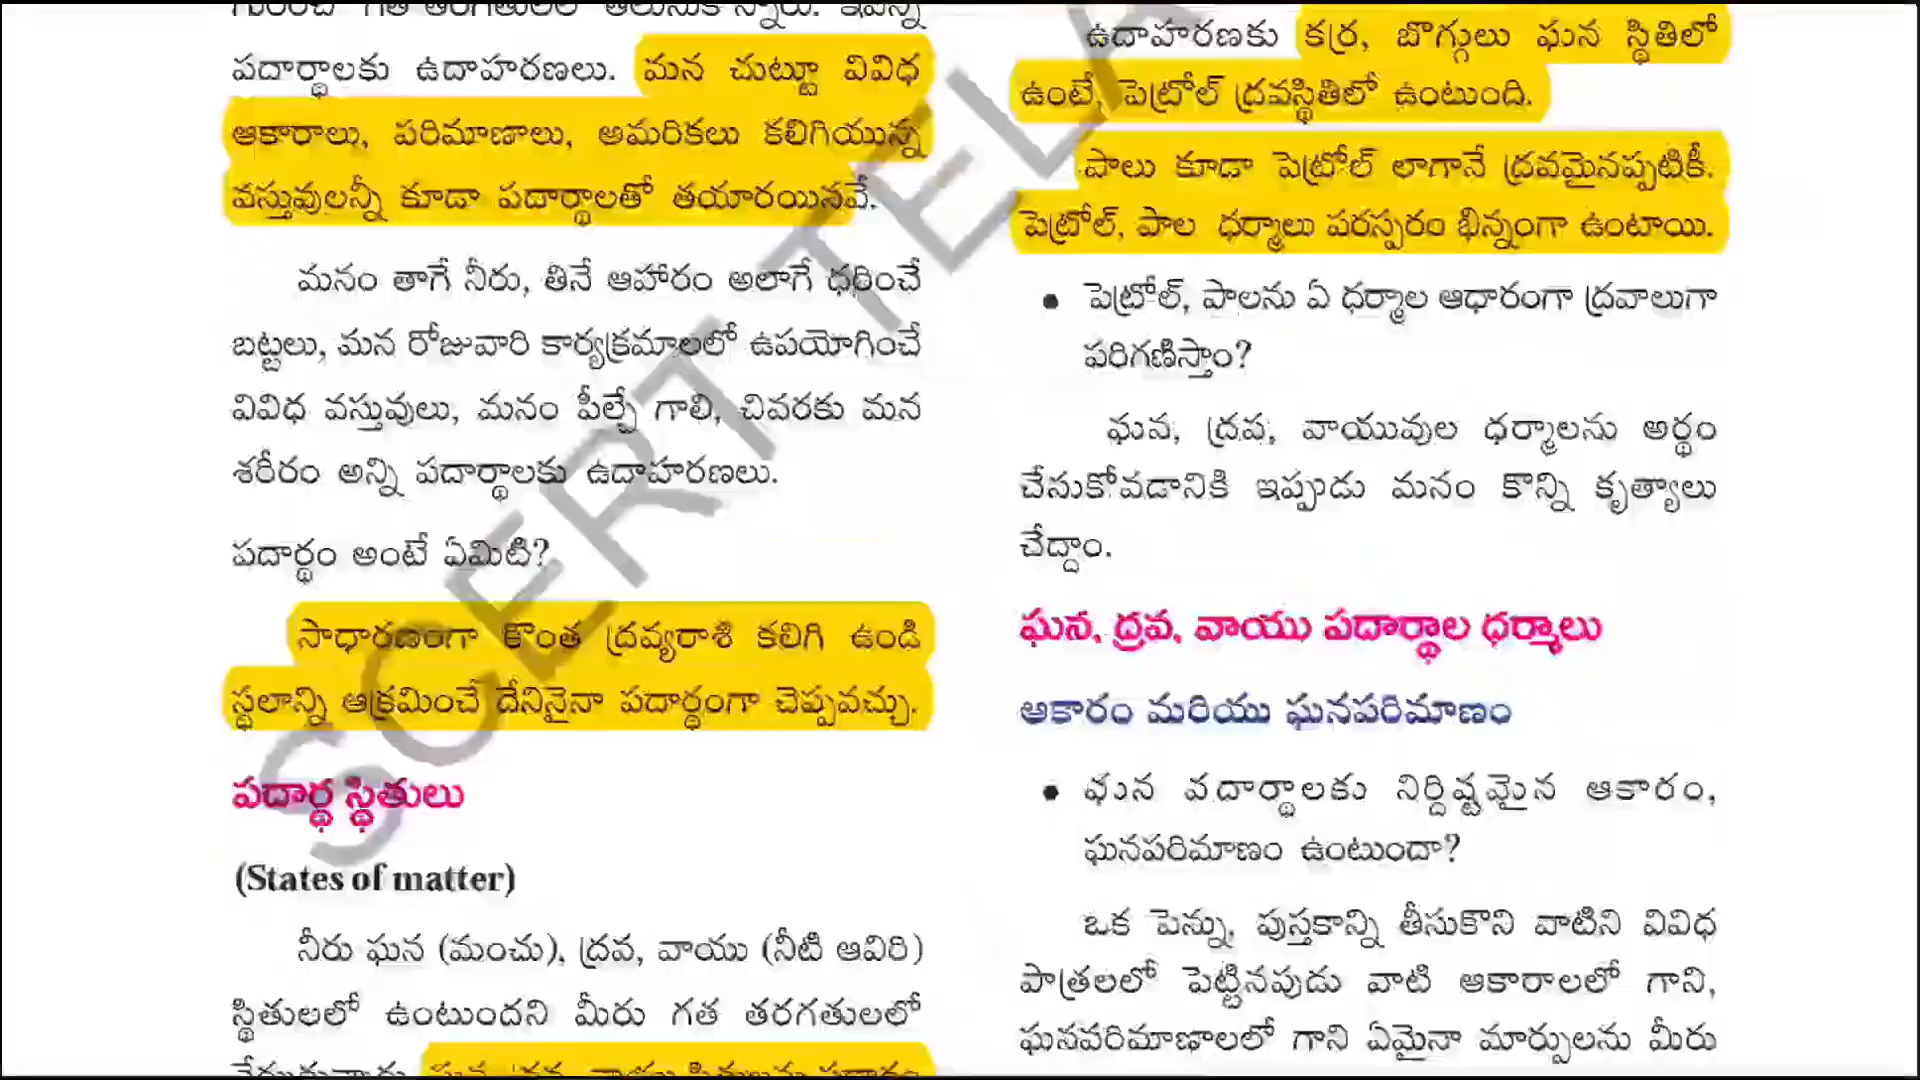 పదార్థాలకు ఉదాహరణలు. మన చుట్టూ వివిధ
ఆకారాలు, పరిమాణాలు, అమరికలు కలిగియున్న
వస్తువులన్నీ కూడా పదార్థాలతో తయారయినవే.
మనం తాగే నీరు, తినే ఆహారం అలాగే ధరించే
బట్టలు, మన రోజువారి కార్యక్రమాలలో ఉపయోగించే
వివిధ వస్తువులు, మనం పీల్చే గాలి, చివరకు మన
శరీరం అన్ని పదార్థాలకు ఉదాహరణలు.
పదార్థం అంటే ఏమిటి?
సాధారణంగా కొంత ద్రవ్యరాశి కలిగి ఉండి
స్థలాన్ని ఆక్రమించే దేనినైనా పదార్థంగా చెప్పవచ్చు.
పదార్థ స్థితులు
(States of matter)
నీరు ఘన (మంచు), ద్రవ, వాయు (నీటి ఆవిరి)
స్థితులలో ఉంటుందని మీరు గత తరగతులలో
ఉదాహరణకు కర్ర, బొగ్గులు ఘన స్థితిలో
ఉంటే, పెట్రోల్ ద్రవస్థితిలో ఉంటుంది.
పాలు కూడా పెట్రోల్ లాగానే ద్రవమైనప్పటికీ.
పెట్రోల్, పాల ధర్మాలు పరస్పరం భిన్నంగా ఉంటాయి.
• పెట్రోల్, పాలను ఏ ధర్మాల ఆధారంగా ద్రవాలుగా
పరిగణిస్తాం?
ఘన, ద్రవ, వాయువుల ధర్మాలను అర్థం
చేసుకోవడానికి ఇప్పుడు మనం కొన్ని కృత్యాలు
చేద్దాం.
ఘన, ద్రవ, వాయు పదార్థాల ధర్మాలు
ఆకారం మరియు ఘనపరిమాణం
• ఘన పదార్థాలకు నిర్దిష్టమైన ఆకారం,
ఘనపరిమాణం ఉంటుందా?
ఒక పెన్ను, పుస్తకాన్ని తీసుకొని వాటిని వివిధ
పాత్రలలో పెట్టినపుడు వాటి ఆకారాలలో గాని,
ఘనపరిమాణాలలో గాని ఏమైనా మార్పులను మీరు
SCERT TELA